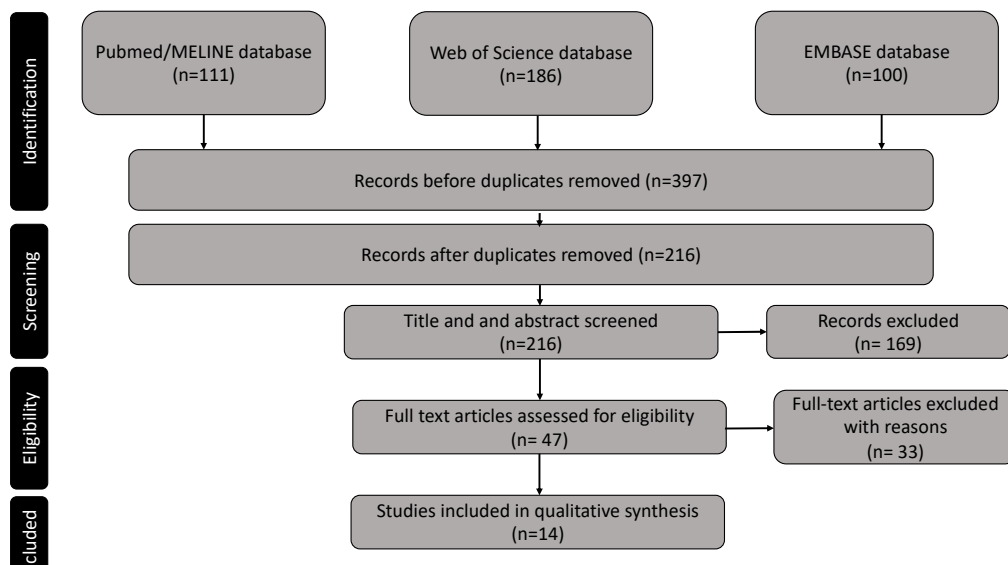 Identification
Pubmed/MELINE database
(n=111)
Web of Science database
(n=186)
EMBASE database
(n=100)
Records before duplicates removed (n=397)
Screening
Records after duplicates removed (n=216)
Title and and abstract screened
(n=216)
Records excluded
(n= 169)
Eligibility
Full text articles assessed for eligibility
(n= 47)
Full-text articles excluded
with reasons
(n= 33)
cluded
Studies included in qualitative synthesis
(n=14)